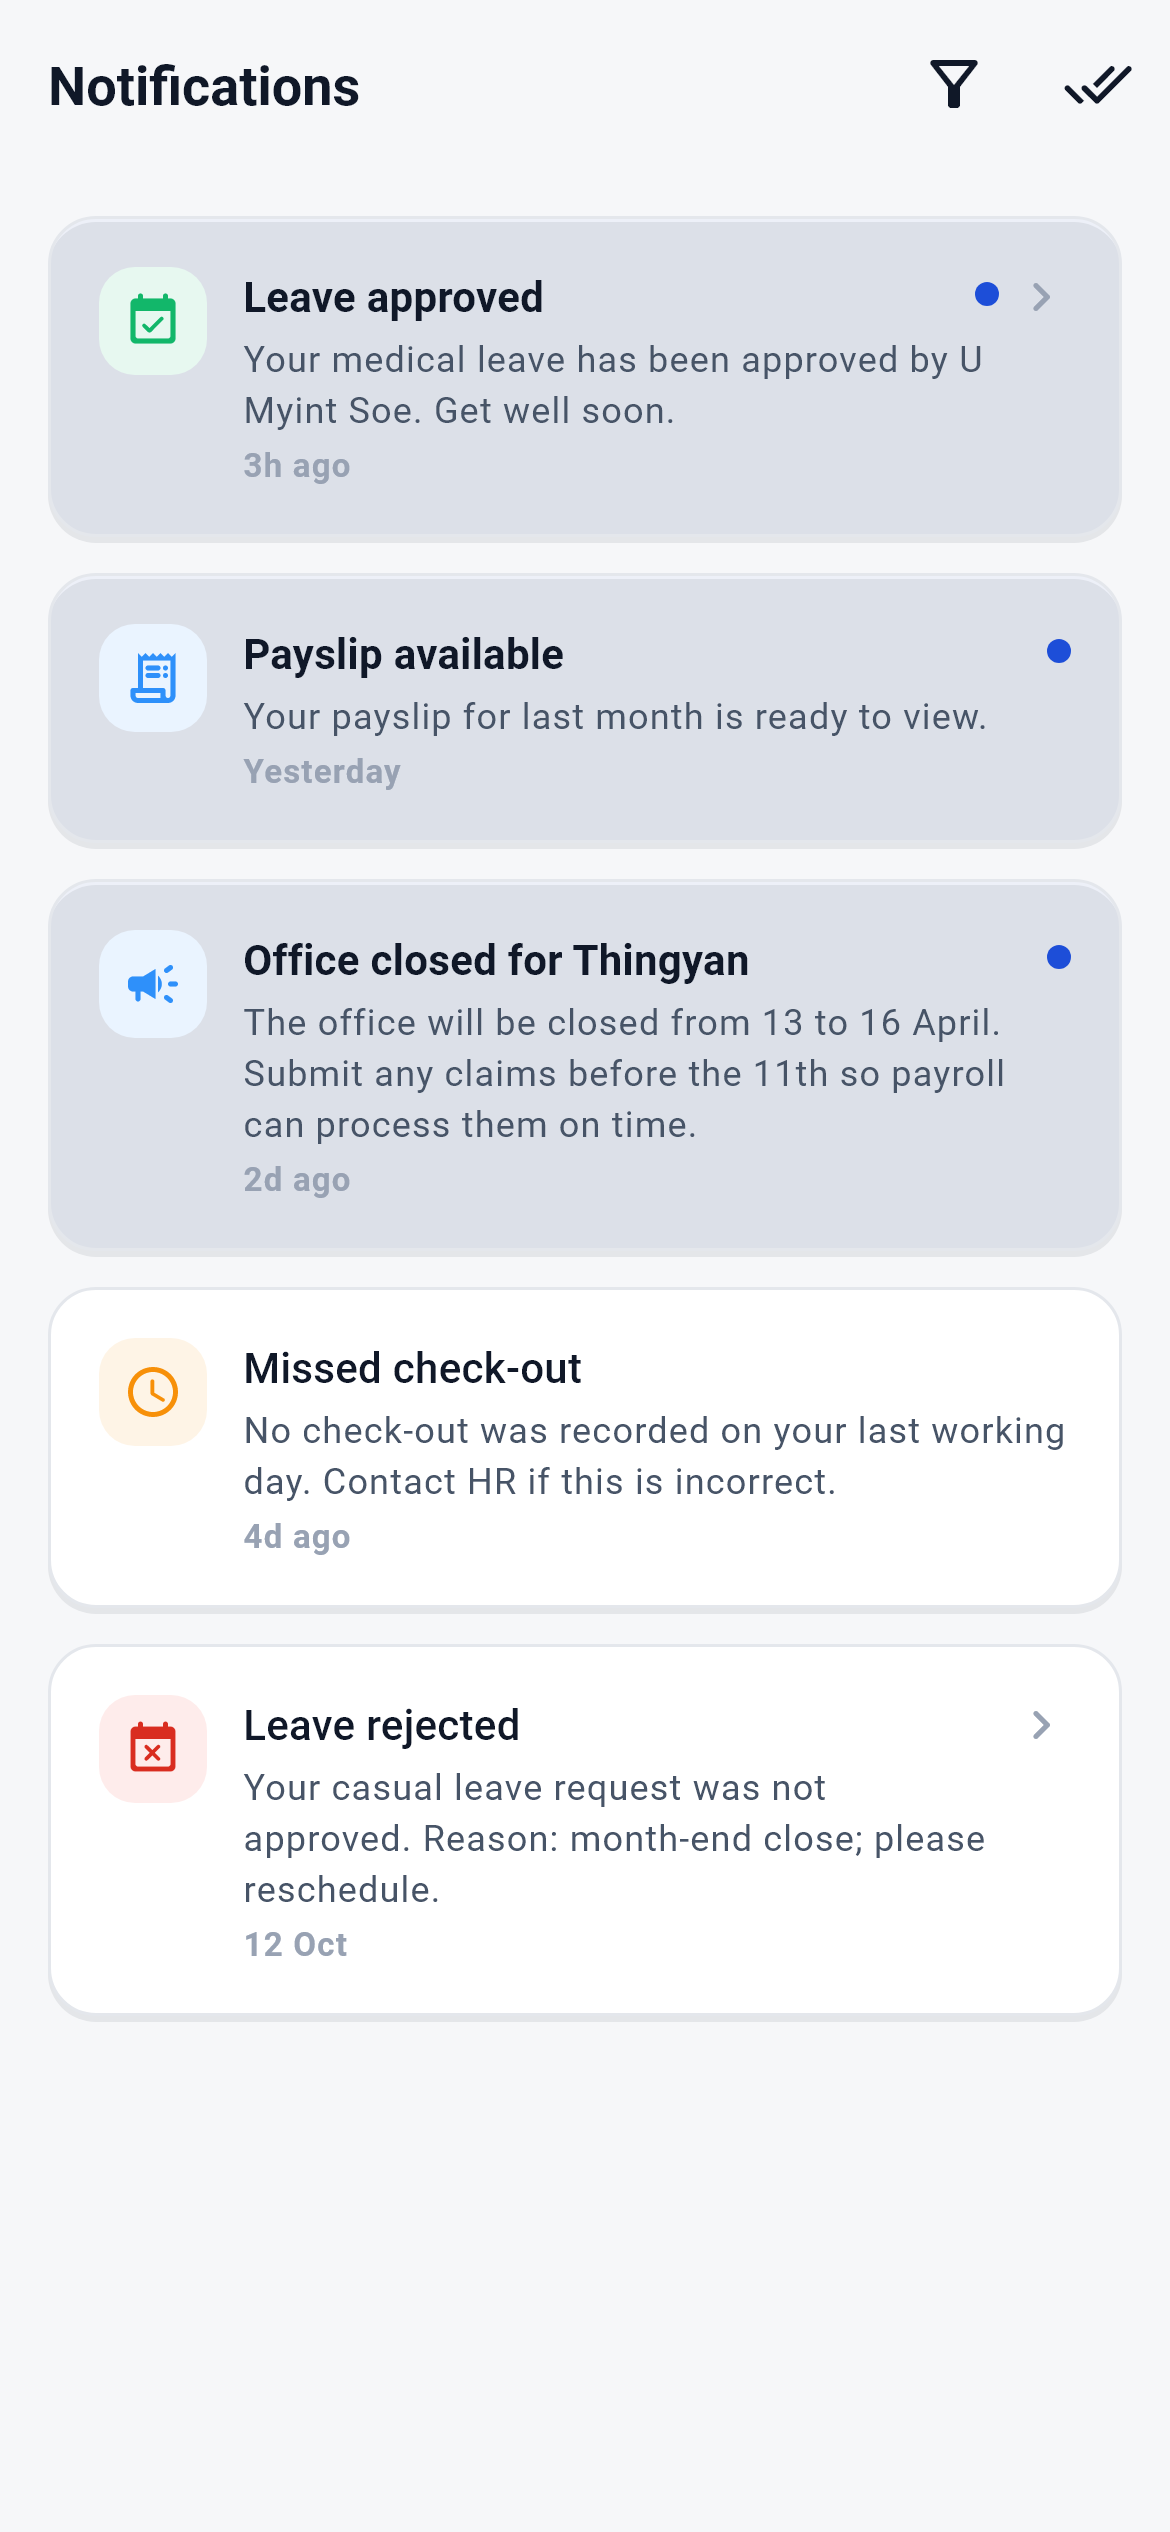 Notifications
Leave approved
Your medical leave has been approved by U
Myint Soe. Get well soon.
3h ago
Payslip available
Your payslip for last month is ready to view.
Yesterday
Office closed for Thingyan
The office will be closed from 13 to 16 April.
Submit any claims before the 11th so payroll
can process them on time.
2d ago
Missed check-out
No check-out was recorded on your last working
day. Contact HR if this is incorrect.
4d ago
Leave rejected
Your casual leave request was not
approved. Reason: month-end close; please
reschedule.
12 Oct